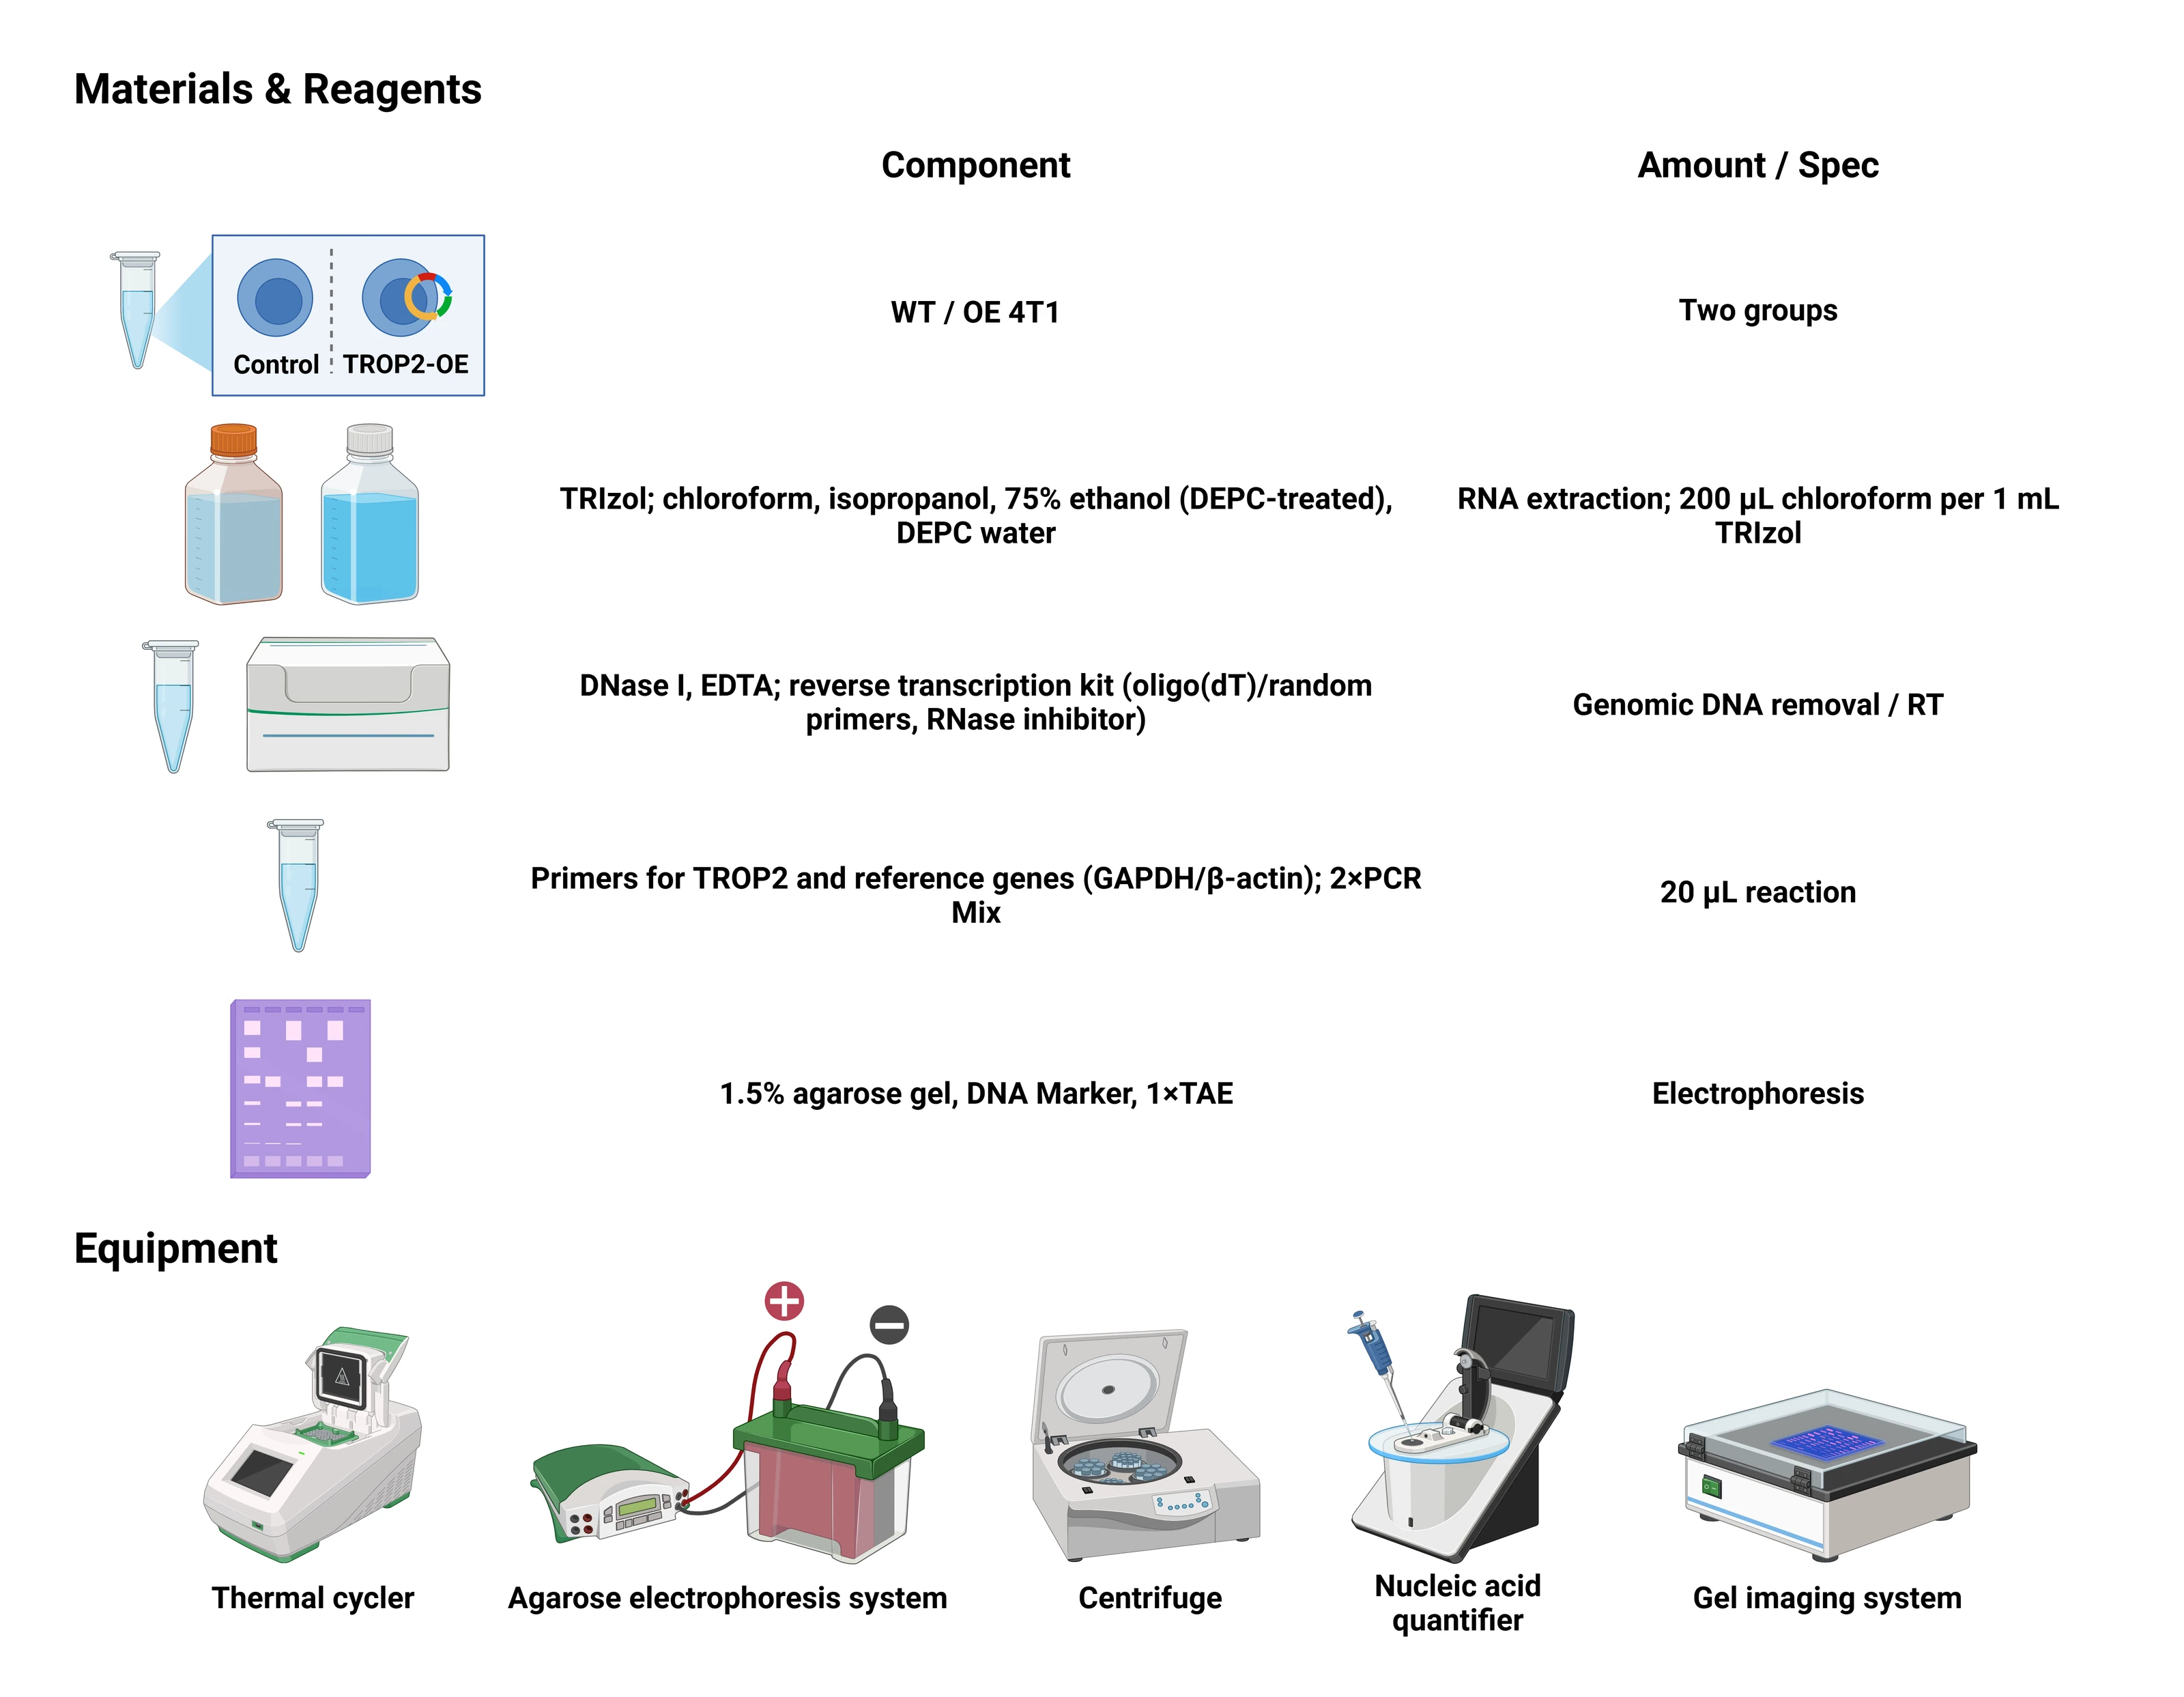 Materials & Reagents
Component
Amount / Spec
Control
TROP2-OE
WT / OE 4T1
Two groups
TRIzol; chloroform, isopropanol, 75% ethanol (DEPC-treated),
DEPC water
RNA extraction; 200 µL chloroform per 1 mL
TRIzol
DNase I, EDTA; reverse transcription kit (oligo(dT)/random
primers, RNase inhibitor)
Genomic DNA removal / RT
Primers for TROP2 and reference genes (GAPDH/β-actin); 2×PCR
Mix
20 µL reaction
1.5% agarose gel, DNA Marker, 1×TAE
Electrophoresis
Equipment
Thermal cycler
Agarose electrophoresis system
Centrifuge
Nucleic acid
quantifier
Gel imaging system